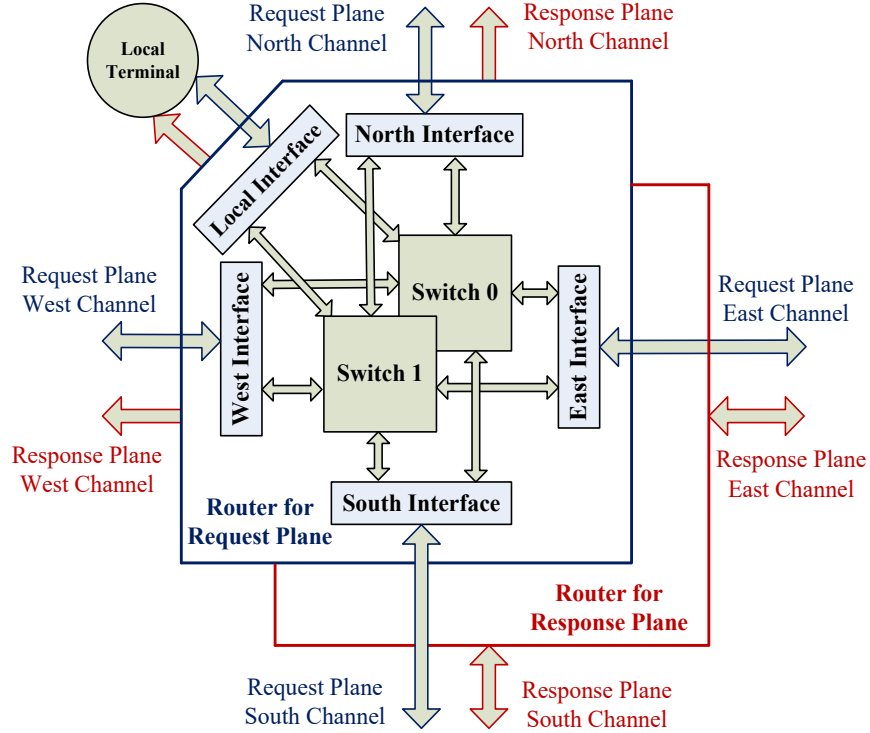 Request Plane
North Channel
Response Plane
North Channel
Local
Terminal
North Interface
Local Interface
Switch 0
Request Plane
West Channel
West Interface
East Interface
Request Plane
East Channel
Switch 1
Response Plane
West Channel
Response Plane
East Channel
South Interface
Router for
Request Plane
Router for
Response Plane
Request Plane
South Channel
Response Plane
South Channel